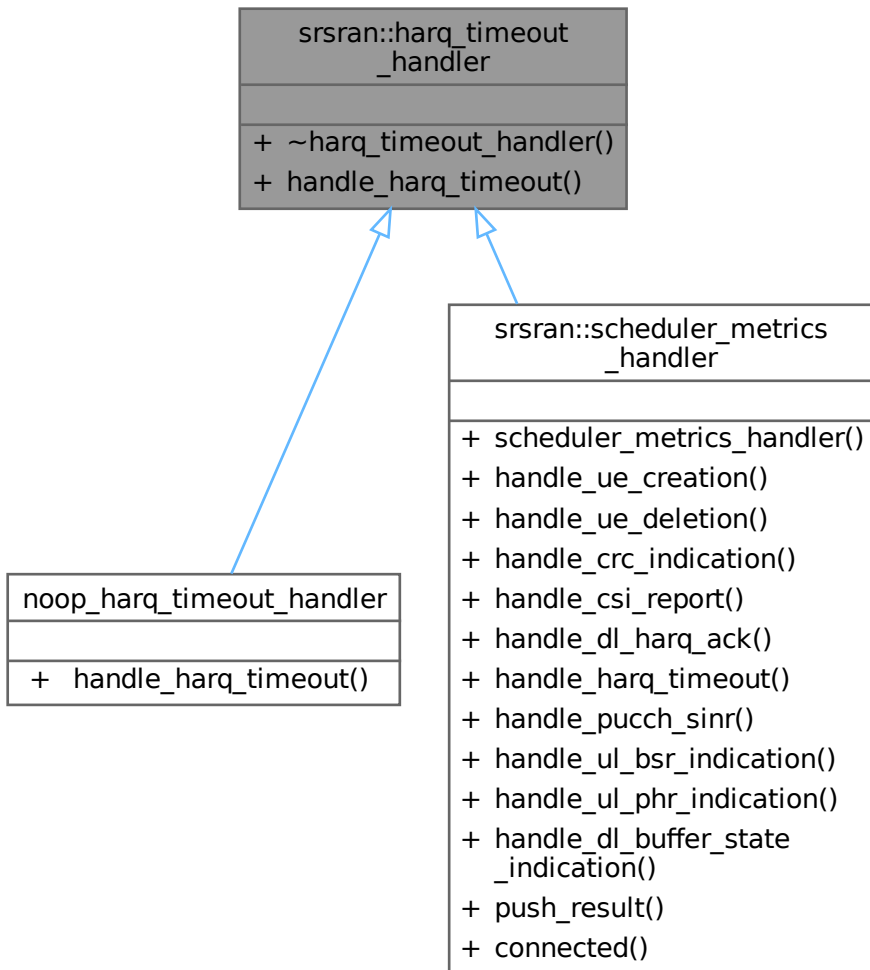 srsran::harq_timeout
_handler
+ ~harq_timeout_handler()
+ handle_harq_timeout()
srsran::scheduler_metrics
_handler
+ scheduler_metrics_handler()
+ handle_ue_creation()
+ handle_ue_deletion()
+ handle_crc_indication()
+ handle_csi_report()
+ handle_dl_harq_ack()
+ handle_harq_timeout()
+ handle_pucch_sinr()
+ handle_ul_bsr_indication()
+ handle_ul_phr_indication()
+ handle_dl_buffer_state
_indication()
+ push_result()
+ connected()
noop_harq_timeout_handler
+ handle_harq_timeout()